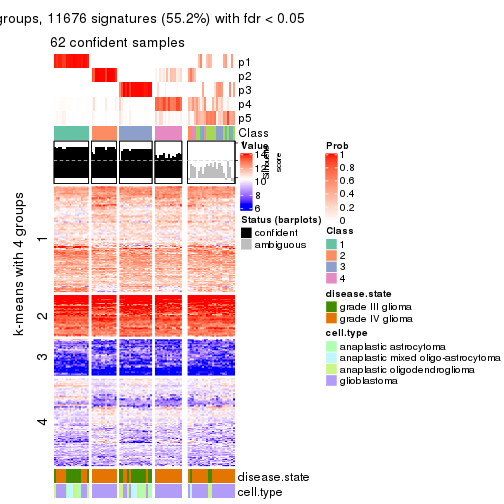 groups, 11676 signatures (55.2%) with fdr < 0.05
62 confident samples
p1
p2
p3
p4
p5
Class
k-means with 4 groups
1
2
3
4
Silhouette
score
Value
14
12
10
8
6
Status (barplots)
confident
ambiguous
Prob
1
0.8
0.6
0.4
0.2
0
Class
1
2
3
4
disease.state
grade III glioma
grade IV glioma
cell.type
anaplastic astrocytoma
anaplastic mixed oligo-astrocytoma
anaplastic oligodendroglioma
glioblastoma
disease.state
cell.type